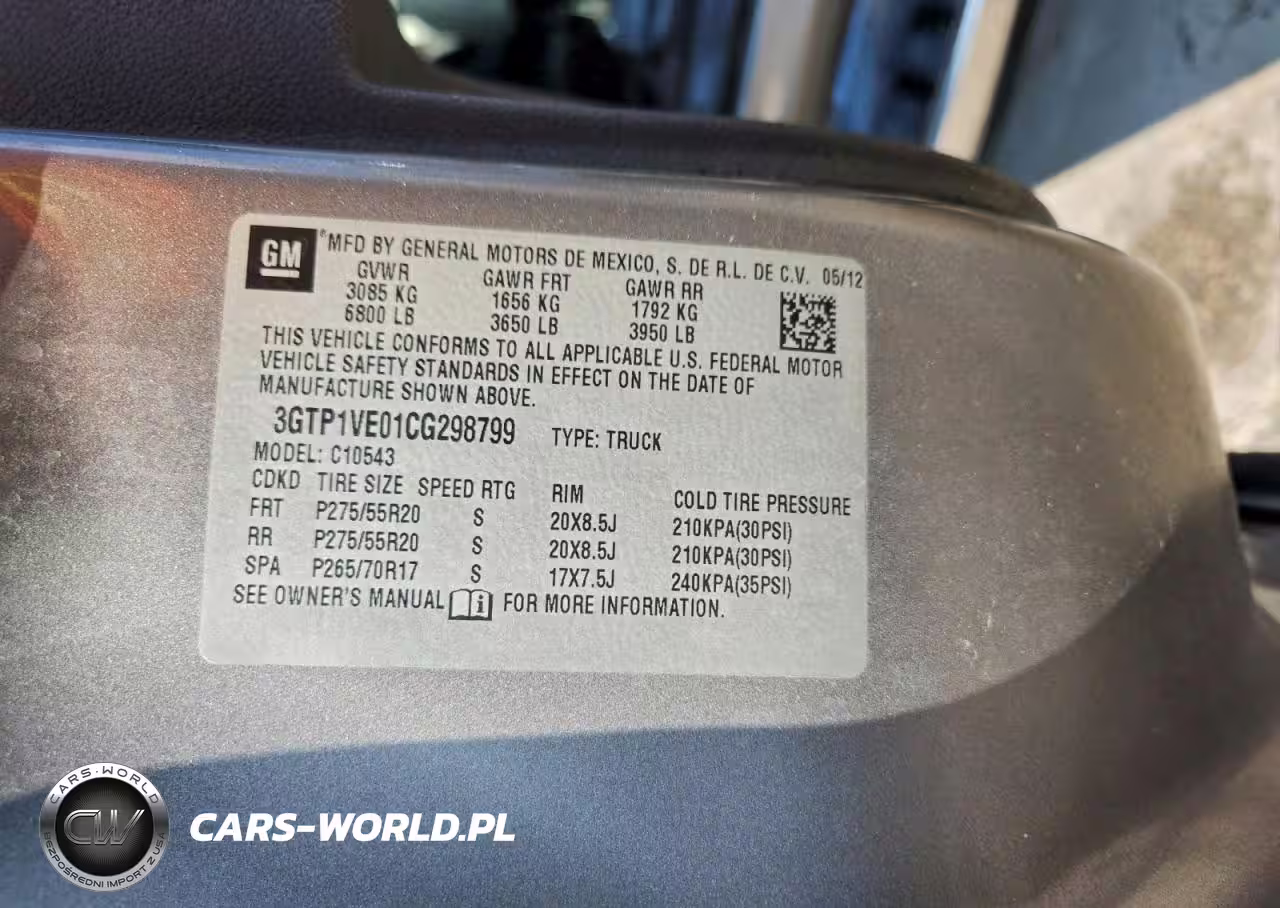 GM
®MFD BY GENERAL MOTORS DE MEXICO, S. DE R.L. DE C.V. 05/12
GVWR GAWR FRT GAWR RR
3085 KG 1656 KG 1792 KG
6800 LB 3650 LB 3950 LB
THIS VEHICLE CONFORMS TO ALL APPLICABLE U.S. FEDERAL MOTOR
VEHICLE SAFETY STANDARDS IN EFFECT ON THE DATE OF
MANUFACTURE SHOWN ABOVE.
3GTP1VE01CG298799 TYPE: TRUCK
MODEL: C10543
CDKD TIRE SIZE SPEED RTG RIM COLD TIRE PRESSURE
FRT P275/55R20 S 20X8.5J 210KPA(30PSI)
RR P275/55R20 S 20X8.5J 210KPA(30PSI)
SPA P265/70R17 S 17X7.5J 240KPA(35PSI)
SEE OWNER'S MANUAL i FOR MORE INFORMATION.
CARS-WORLD
CW
BEZPOŚREDNI IMPORT Z USA
CARS-WORLD.PL